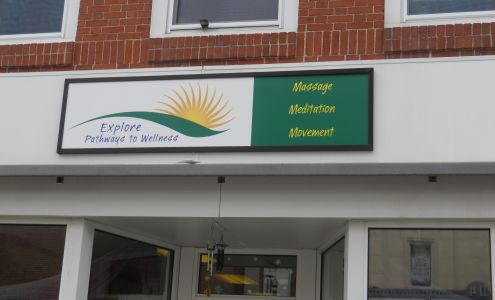 Explore
Pathways to Wellness
Massage
Meditation
Movement